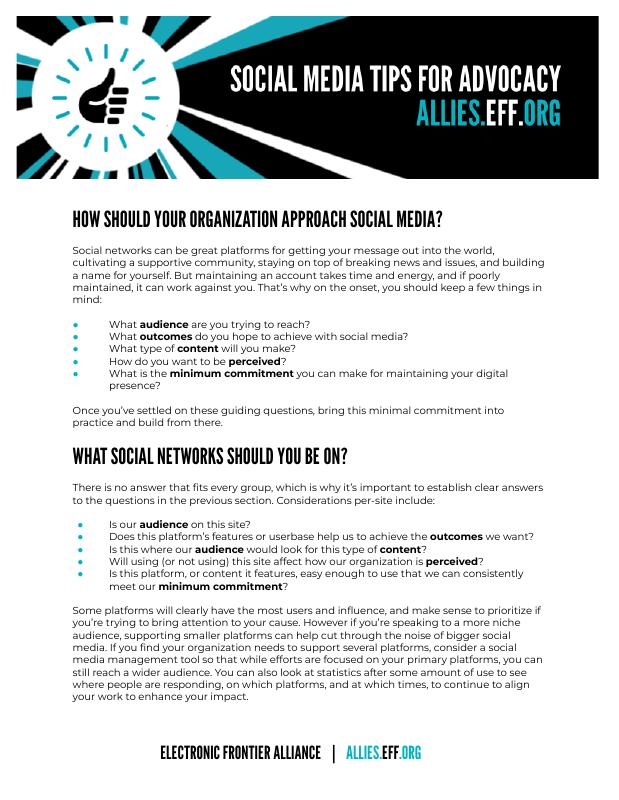 SOCIAL MEDIA TIPS FOR ADVOCACY
ALLIES.EFF.ORG
HOW SHOULD YOUR ORGANIZATION APPROACH SOCIAL MEDIA?
Social networks can be great platforms for getting your message out into the world,
cultivating a supportive community, staying on top of breaking news and issues, and building
a name for yourself. But maintaining an account takes time and energy, and if poorly
maintained, it can work against you. That's why on the onset, you should keep a few things in
mind:
● What audience are you trying to reach?
● What outcomes do you hope to achieve with social media?
● What type of content will you make?
● How do you want to be perceived?
● What is the minimum commitment you can make for maintaining your digital
presence?
Once you've settled on these guiding questions, bring this minimal commitment into
practice and build from there.
WHAT SOCIAL NETWORKS SHOULD YOU BE ON?
There is no answer that fits every group, which is why it's important to establish clear answers
to the questions in the previous section. Considerations per-site include:
● Is our audience on this site?
● Does this platform's features or userbase help us to achieve the outcomes we want?
● Is this where our audience would look for this type of content?
● Will using (or not using) this site affect how our organization is perceived?
● Is this platform, or content it features, easy enough to use that we can consistently
meet our minimum commitment?
Some platforms will clearly have the most users and influence, and make sense to prioritize if
you're trying to bring attention to your cause. However if you're speaking to a more niche
audience, supporting smaller platforms can help cut through the noise of bigger social
media. If you find your organization needs to support several platforms, consider a social
media management tool so that while efforts are focused on your primary platforms, you can
still reach a wider audience. You can also look at statistics after some amount of use to see
where people are responding, on which platforms, and at which times, to continue to align
your work to enhance your impact.
ELECTRONIC FRONTIER ALLIANCE | ALLIES.EFF.ORG